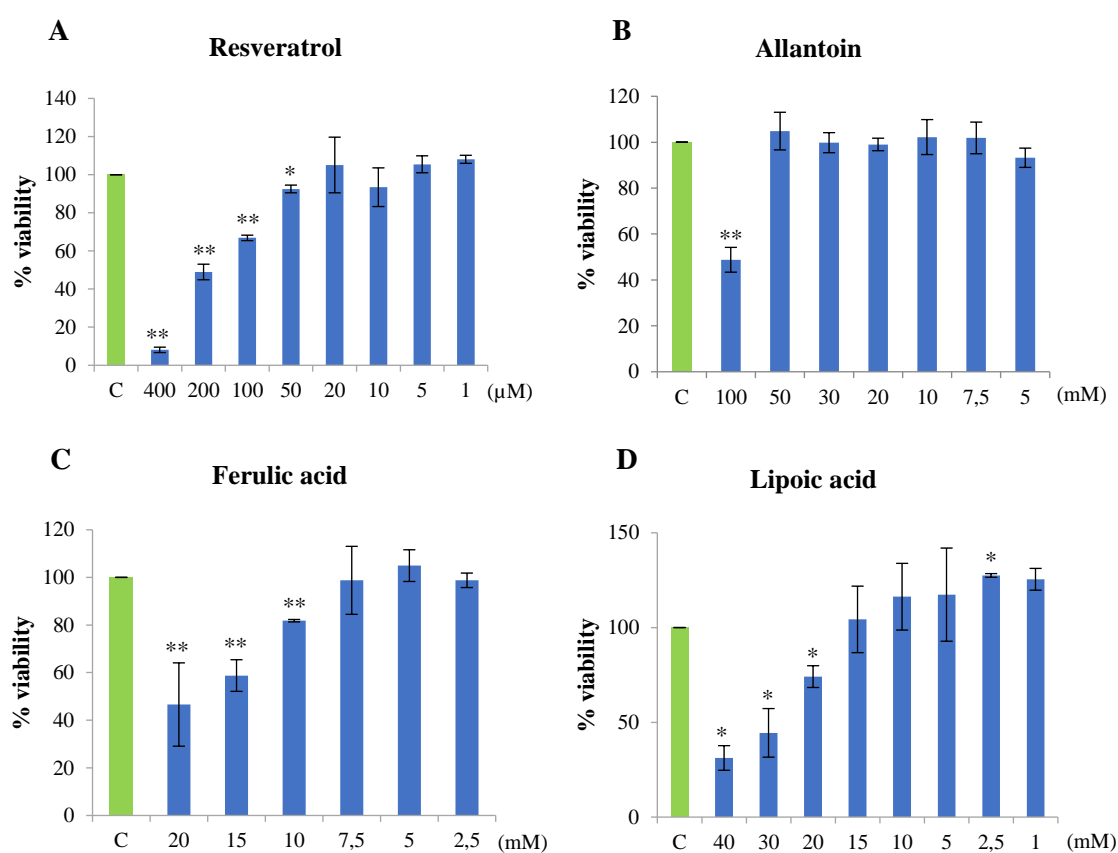 A
Resveratrol
% viability
140
120
100
80
60
40
20
0
**
**
**
*
C 400 200 100 50 20 10 5 1 (µM)
B
Allantoin
% viability
120
100
80
60
40
20
0
**
C 100 50 30 20 10 7,5 5 (mM)
C
Ferulic acid
% viability
120
100
80
60
40
20
0
**
**
**
C 20 15 10 7,5 5 2,5 (mM)
D
Lipoic acid
% viability
150
100
50
0
*
*
*
*
C 40 30 20 15 10 5 2,5 1 (mM)